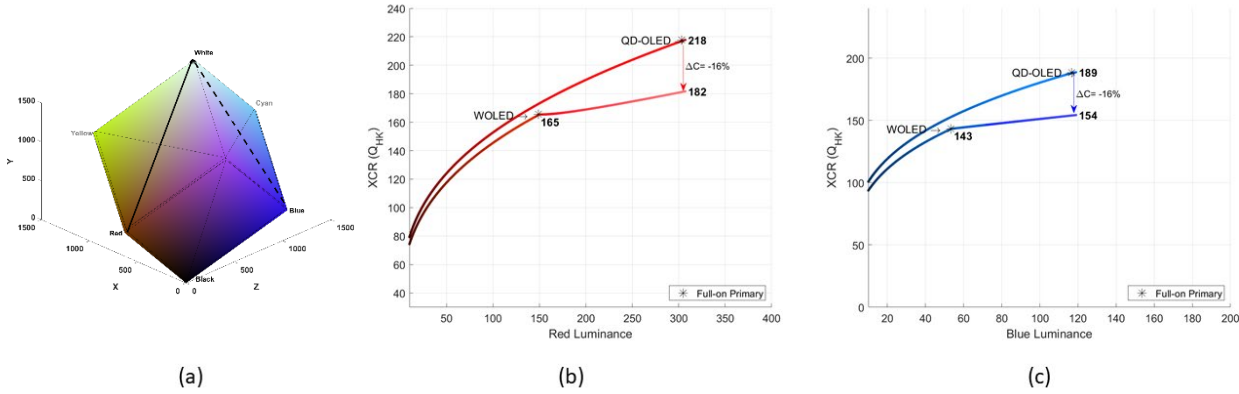 White
Cyan
Yellow
Blue
Red
Black
1500
1000
500
0
Y
1500
1000
500
0
X
0
500
1000
1500
Z
(a)
240
220
200
180
160
140
120
100
80
60
40
XCR (QHK)
QD-OLED
218
ΔC= -16%
182
WOLED →
165
✳ Full-on Primary
50 100 150 200 250 300 350 400
Red Luminance
(b)
200
150
100
50
0
XCR (QHK)
QD-OLED
189
ΔC= -16%
154
WOLED →
143
✳ Full-on Primary
20 40 60 80 100 120 140 160 180 200
Blue Luminance
(c)